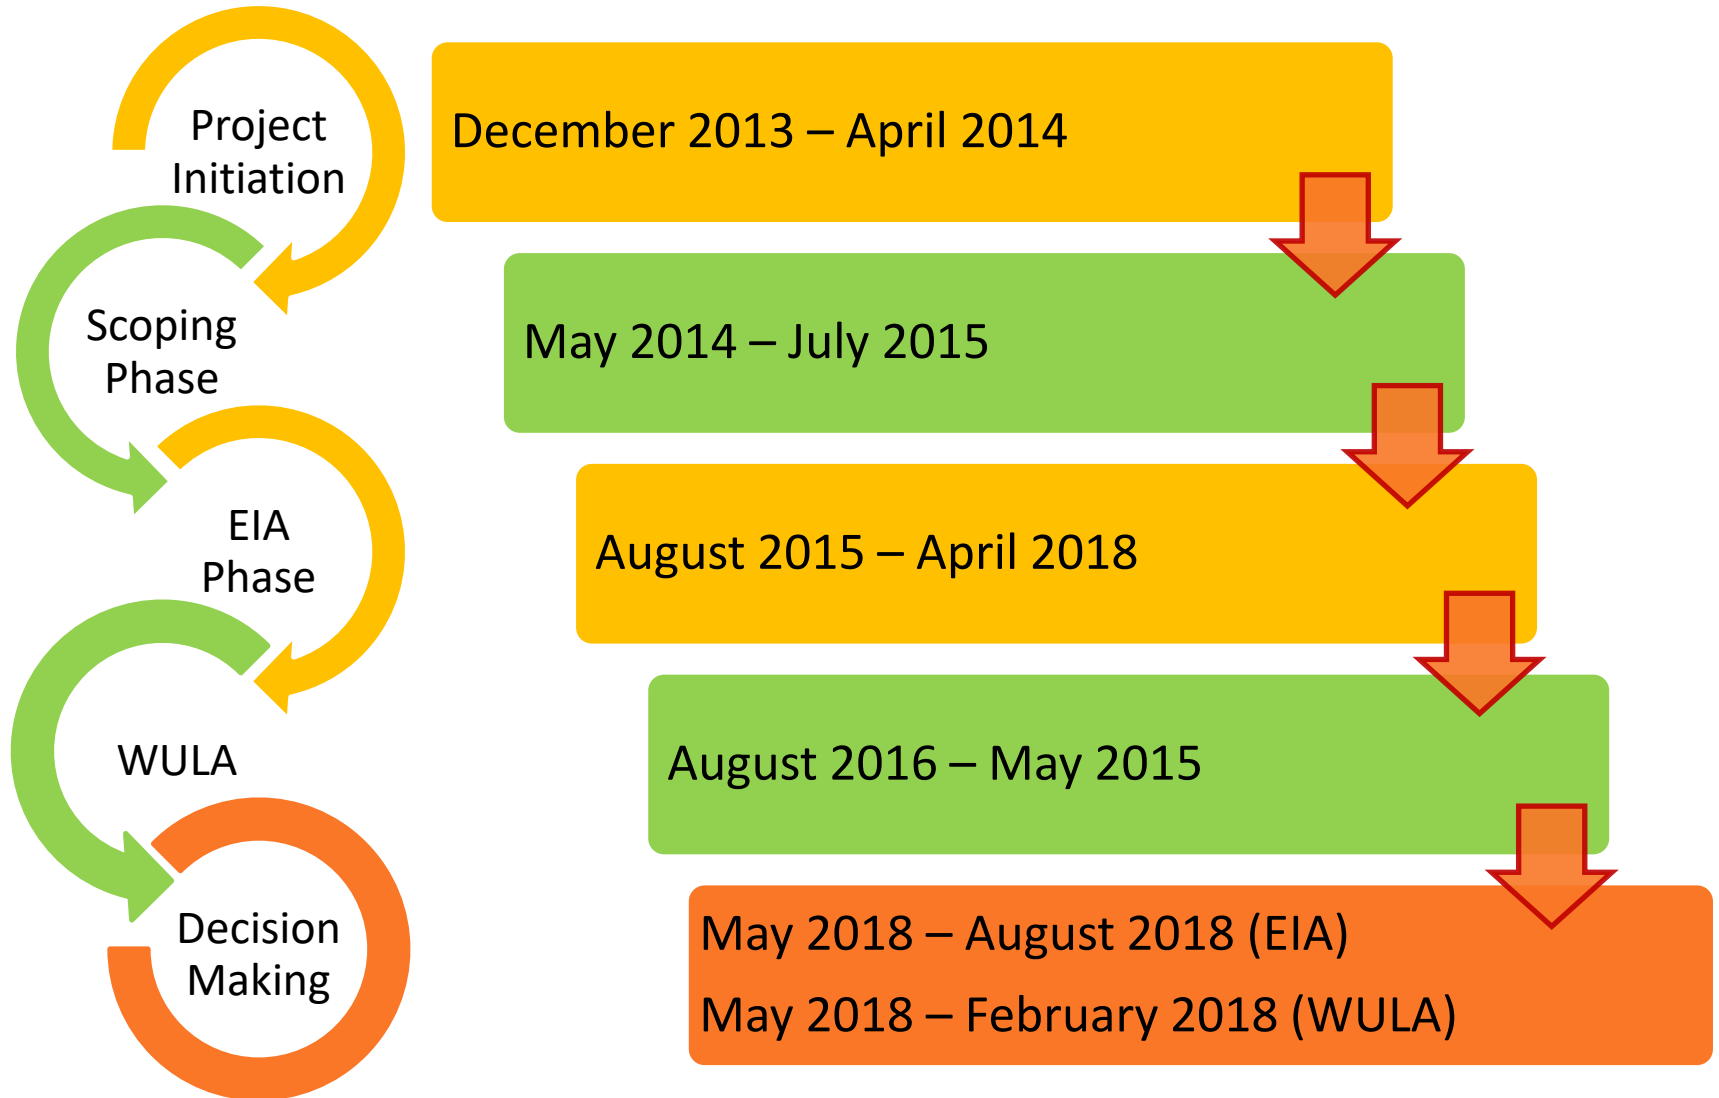 Project
Initiation
December 2013 – April 2014
Scoping
Phase
May 2014 – July 2015
EIA
Phase
August 2015 – April 2018
WULA
August 2016 – May 2015
Decision
Making
May 2018 – August 2018 (EIA)
May 2018 – February 2018 (WULA)